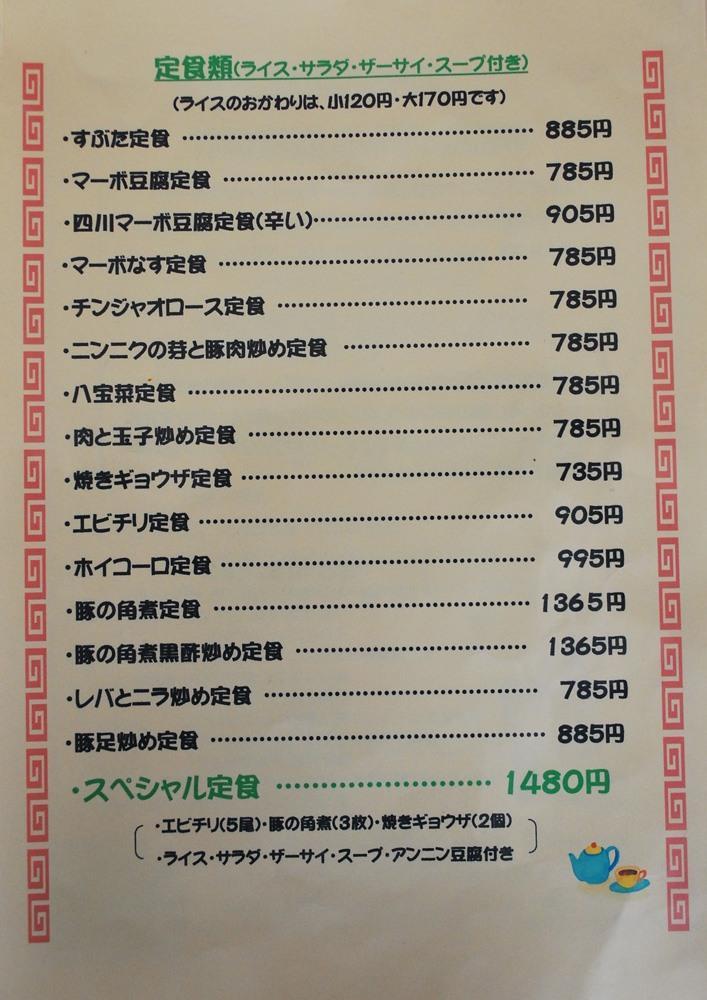 定食類(ライス・サラダ・ザーサイ・スープ付き)
(ライスのおかわりは、小120円・大170円です)
・すぶた定食 ………………………………… 885円
・マーボ豆腐定食 ………………………………… 785円
・四川マーボ豆腐定食(辛い)………………………… 905円
・マーボなす定食 ………………………………… 785円
・チンジャオロース定食 ………………………… 785円
・ニンニクの芽と豚肉炒め定食 ………………… 785円
・八宝菜定食 ………………………………… 785円
・肉と玉子炒め定食 ………………………………… 785円
・焼きギョウザ定食 ………………………………… 735円
・エビチリ定食 ………………………………… 905円
・ホイコーロ定食 ………………………………… 995円
・豚の角煮定食 ………………………………… 1365円
・豚の角煮黒酢炒め定食 ………………………… 1365円
・レバとニラ炒め定食 ………………………… 785円
・豚足炒め定食 ………………………………… 885円
・スペシャル定食 ………………………… 1480円
・エビチリ(5尾)・豚の角煮(3枚)・焼きギョウザ(2個)
・ライス・サラダ・ザーサイ・スープ・アンニン豆腐付き